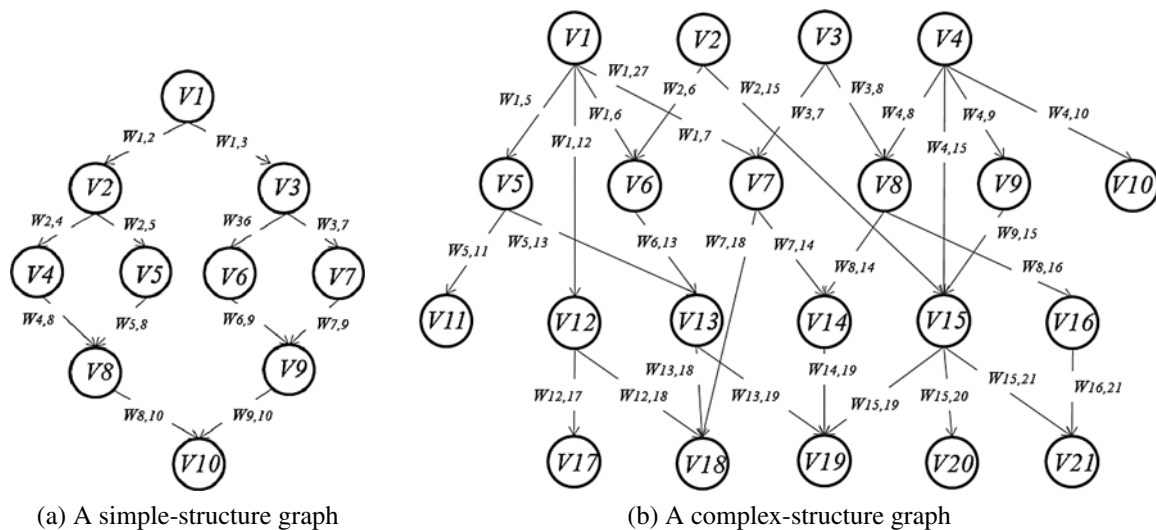 V1
W1,2 W1,3
V2 V3
W2,4 W2,5 W36 W3,7
V4 V5 V6 V7
W4,8 W5,8 W6,9 W7,9
V8 V9
W8,10 W9,10
V10
(a) A simple-structure graph
V1 V2 V3 V4
W1,27
W1,5 W1,6 W2,6 W2,15 W3,7 W3,8 W4,8 W4,9 W4,10
W1,12 W1,7 W4,15
V5 V6 V7 V8 V9 V10
W5,11 W5,13 W6,13 W7,18 W7,14 W8,14 W9,15 W8,16
V11 V12 V13 V14 V15 V16
W12,17 W12,18 W13,18 W13,19 W14,19 W15,19 W15,20 W15,21 W16,21
V17 V18 V19 V20 V21
(b) A complex-structure graph